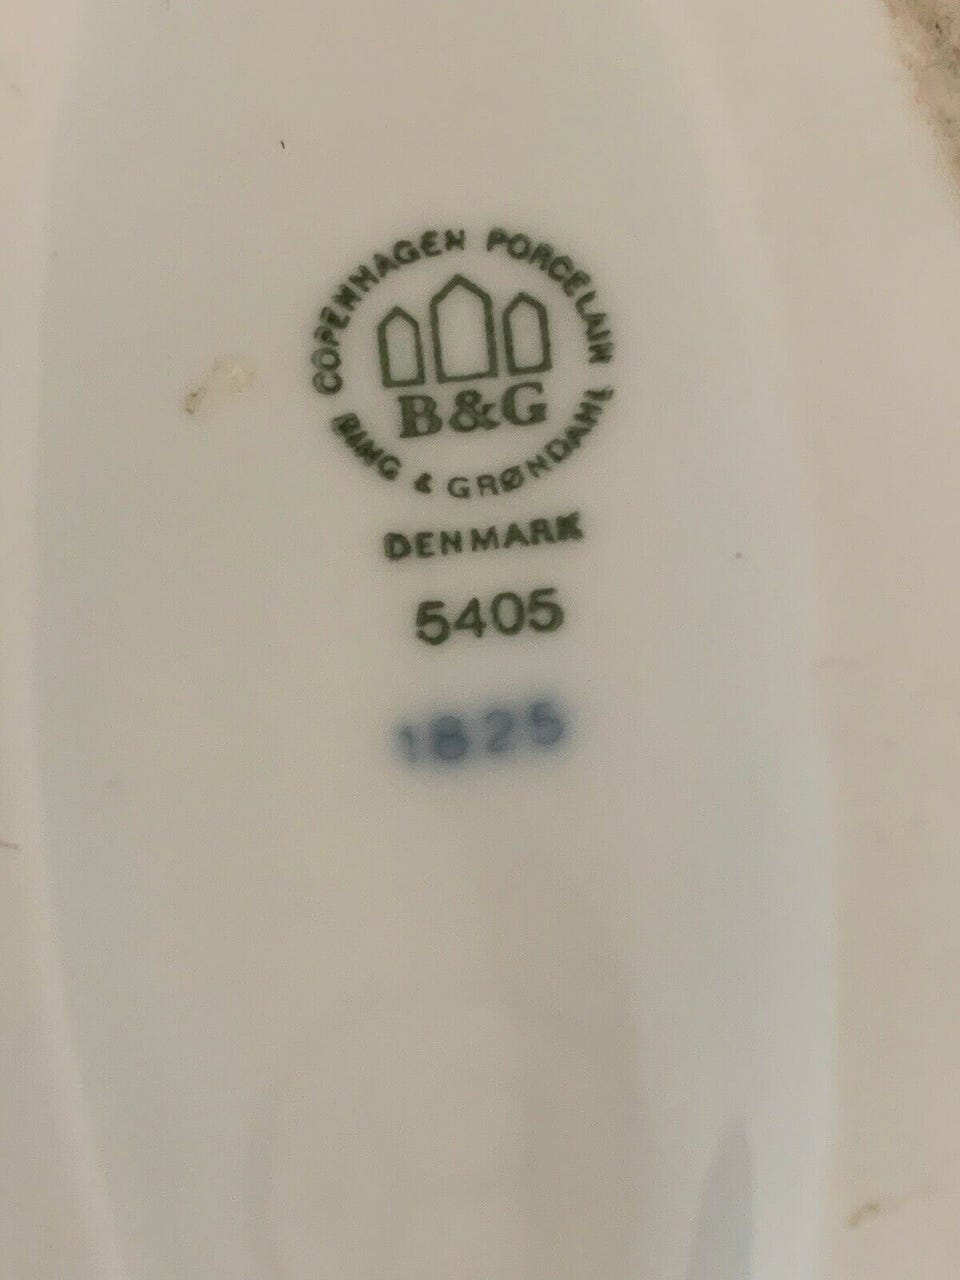 COPENHAGEN PORCELAIN
B&G
BING & GRØNDAHL
DENMARK
5405
1825